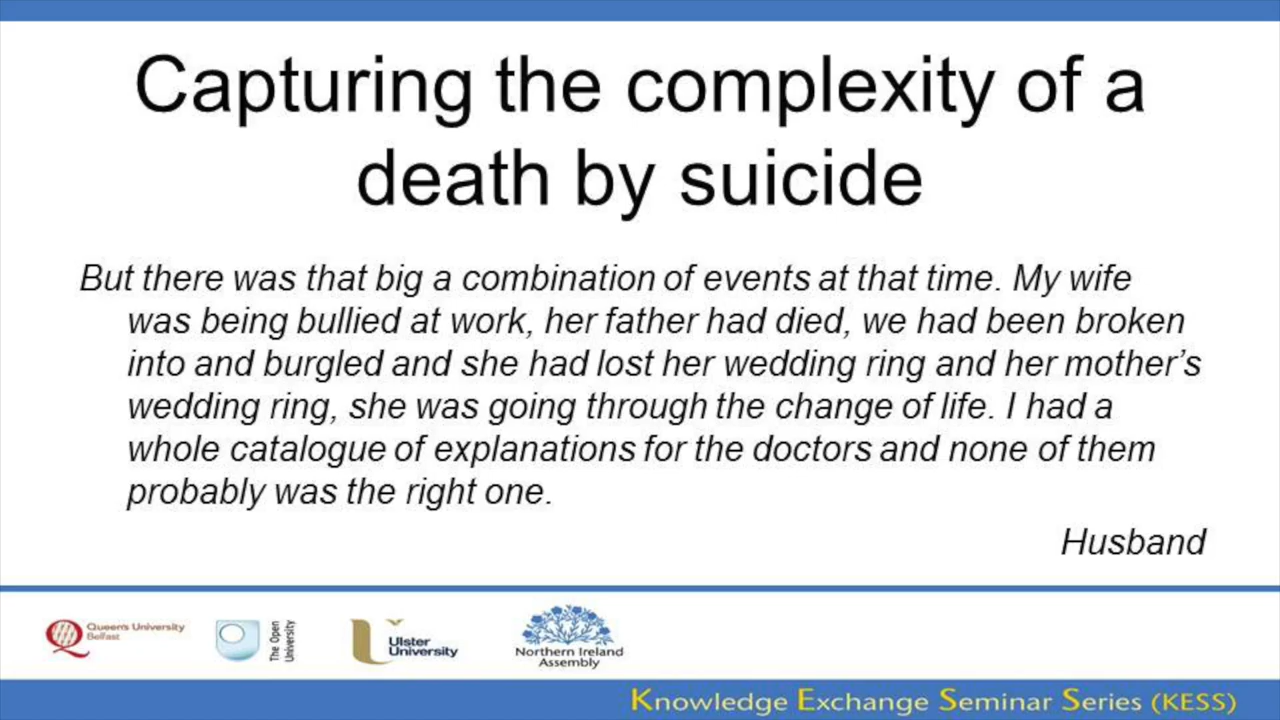 Capturing the complexity of a
death by suicide
But there was that big a combination of events at that time. My wife
was being bullied at work, her father had died, we had been broken
into and burgled and she had lost her wedding ring and her mother’s
wedding ring, she was going through the change of life. I had a
whole catalogue of explanations for the doctors and none of them
probably was the right one.
Husband
Queen's University
Belfast
The Open
University
Ulster
University
Northern Ireland
Assembly
Knowledge Exchange Seminar Series (KESS)